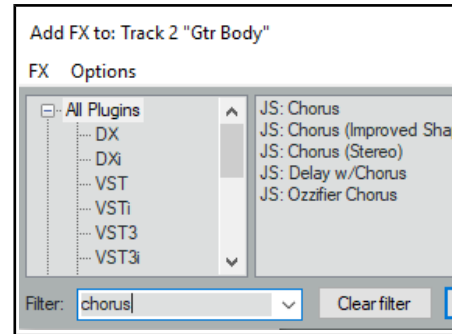 Add FX to: Track 2 "Gtr Body"
FX Options
All Plugins
DX
DXi
VST
VSTi
VST3
VST3i
JS: Chorus
JS: Chorus (Improved Sha
JS: Chorus (Stereo)
JS: Delay w/Chorus
JS: Ozzifier Chorus
Filter: chorus Clear filter